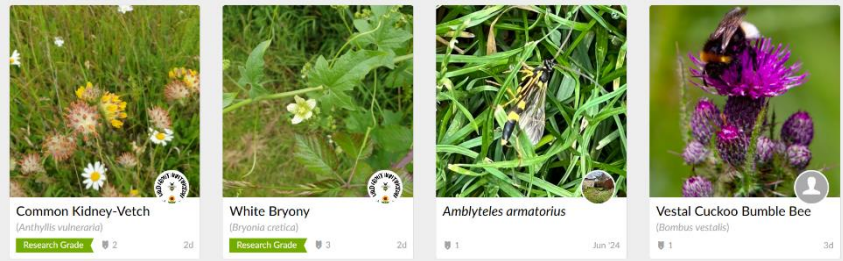 Common Kidney-Vetch
(Anthyllis vulneraria)
Research Grade 2 2d
White Bryony
(Bryonia cretica)
Research Grade 3 2d
Amblyteles armatorius
1 Jun '24
Vestal Cuckoo Bumble Bee
(Bombus vestalis)
1 3d